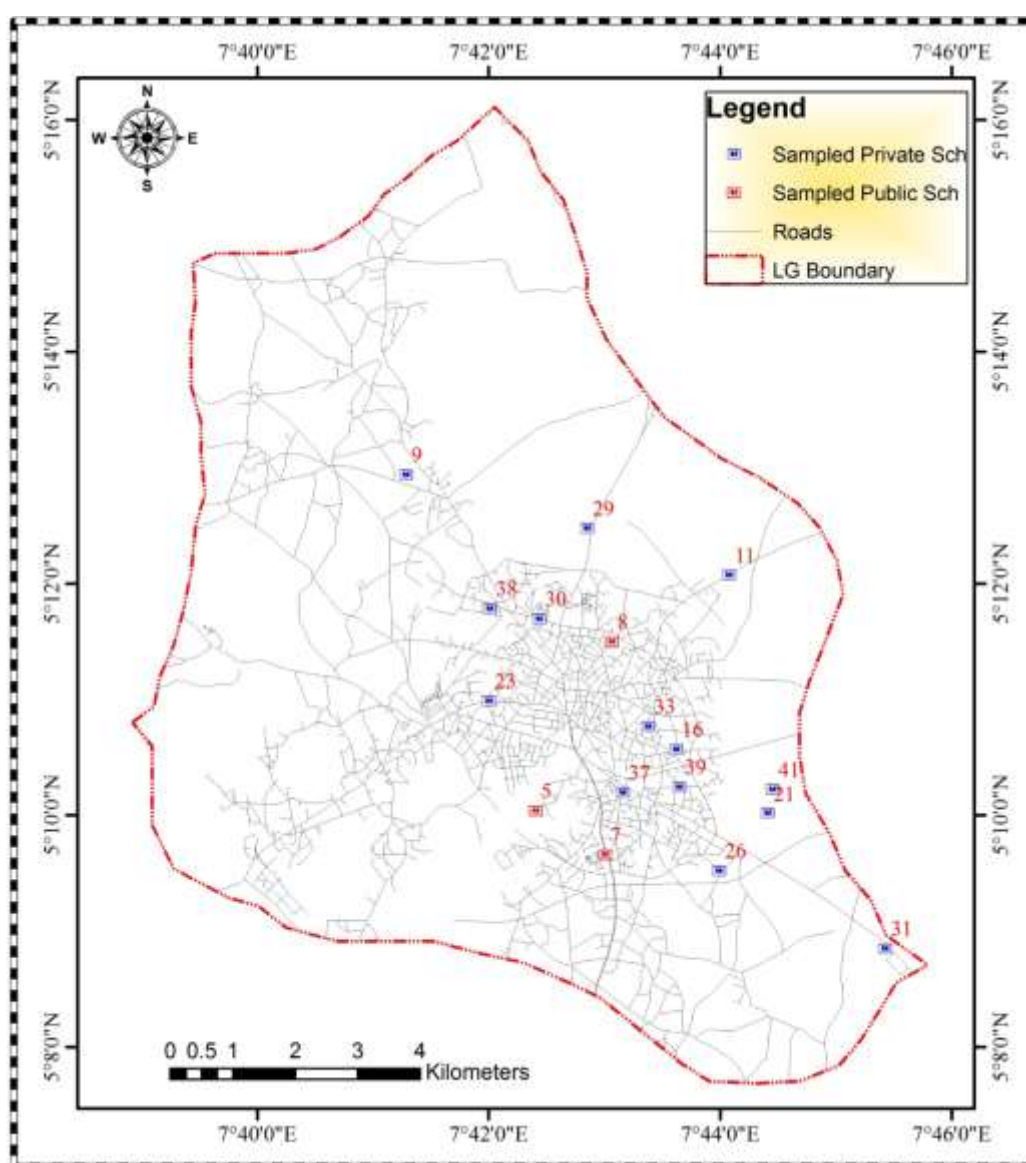 7°40'0"E 7°42'0"E 7°44'0"E 7°46'0"E
N
W E
S
Legend
Sampled Private Sch
Sampled Public Sch
Roads
LG Boundary
5°16'0"N 5°16'0"N
5°14'0"N 5°14'0"N
9
29
11
5°12'0"N 5°12'0"N
38
30
8
23
33
16
39
37
41
21
5
5°10'0"N 5°10'0"N
7
26
31
5°8'0"N 5°8'0"N
0 0.5 1 2 3 4
Kilometers
7°40'0"E 7°42'0"E 7°44'0"E 7°46'0"E